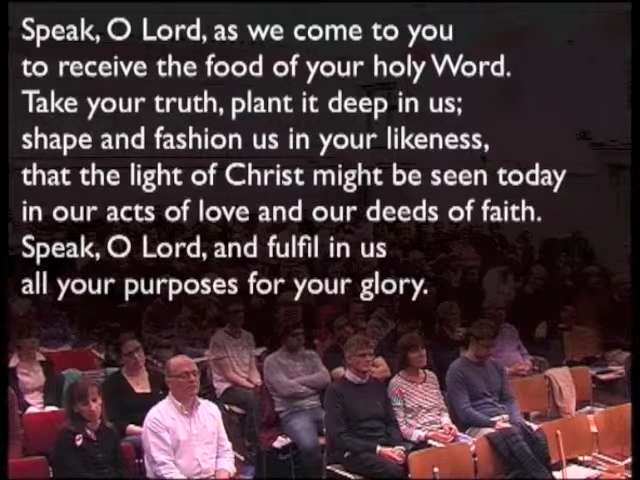 Speak, O Lord, as we come to you
to receive the food of your holy Word.
Take your truth, plant it deep in us;
shape and fashion us in your likeness,
that the light of Christ might be seen today
in our acts of love and our deeds of faith.
Speak, O Lord, and fulfil in us
all your purposes for your glory.